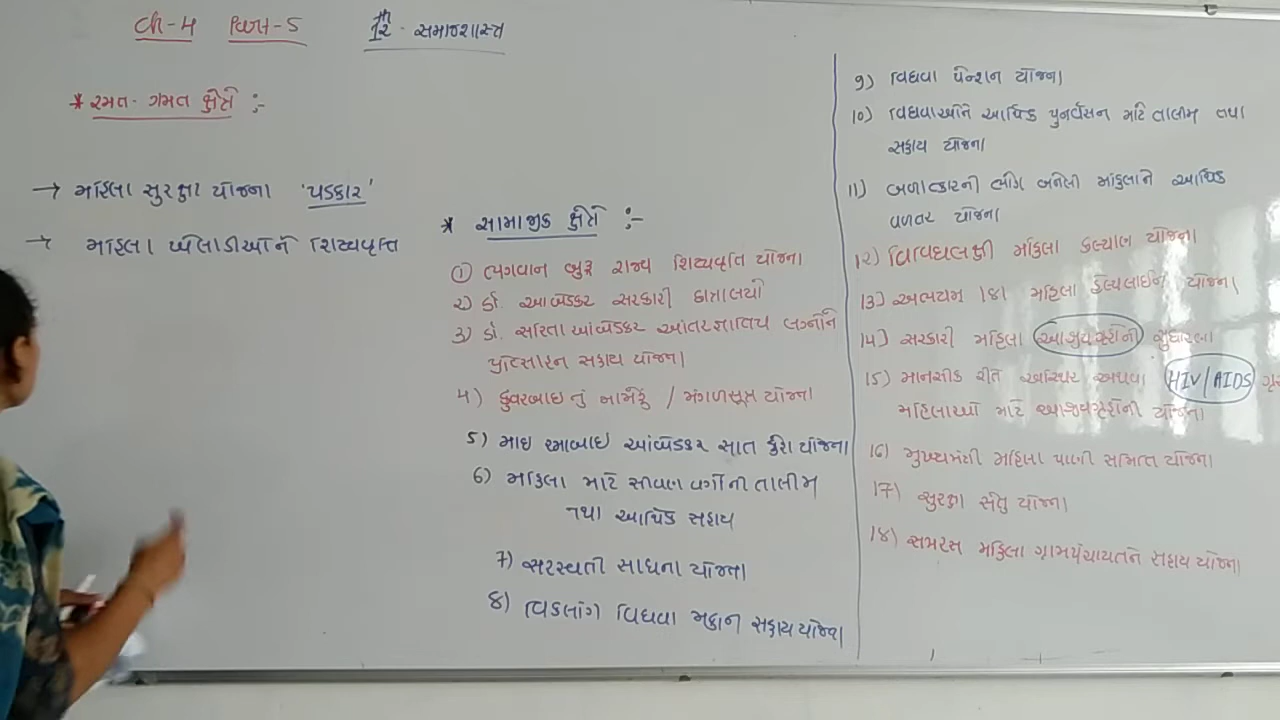 Ch-4 Part-5 12th - સમાજશાસ્ત્ર
* રમત-ગમત ક્ષેત્રે :-
→ મહિલા સુરક્ષા યોજના 'પડકાર'
→ મહિલા ખેલાડીઓને શિષ્યવૃત્તિ
* સામાજીક ક્ષેત્રે :-
① ભગવાન બુદ્ધ રાજ્ય શિષ્યવૃત્તિ યોજના
2) ડૉ. આંબેડકર સરકારી છાત્રાલયો
3) ડૉ. સવિતા આંબેડકર આંતરજ્ઞાતિય લગ્નોને
પ્રોત્સાહન સહાય યોજના
4) કુંવરબાઇ નું મામેરૂં / મંગળસૂત્ર યોજના
5) માઇ રમાબાઇ આંબેડકર સાત ફેરા યોજના
6) મહિલા માટે સીવણ વર્ગોની તાલીમ
તથા આર્થિક સહાય
7) સરસ્વતી સાધના યોજના
8) વિકલાંગ વિધવા મકાન સહાય યોજના
9) વિધવા પેન્શન યોજના
10) વિધવાઓને આર્થિક પુનર્વસન માટે તાલીમ તથા
સહાય યોજના
11) બળાત્કારની ભોગ બનેલી મહિલાને આર્થિક
વળતર યોજના
12) વિવિધલક્ષી મહિલા કલ્યાણ યોજના
13) અભયમ 181 મહિલા હેલ્પલાઈન યોજના
14) સરકારી મહિલા આશ્રયગૃહોની સુધારણા
15) માનસીક રીતે અસ્થિર અથવા HIV/AIDS
મહિલાઓ માટે આશ્રયગૃહોની યોજના
16) મુખ્યમંત્રી મહિલા પાણી સમિતિ યોજના
17) સુરક્ષા સેતુ યોજના
18) સમરસ મહિલા ગ્રામપંચાયતને સહાય યોજના